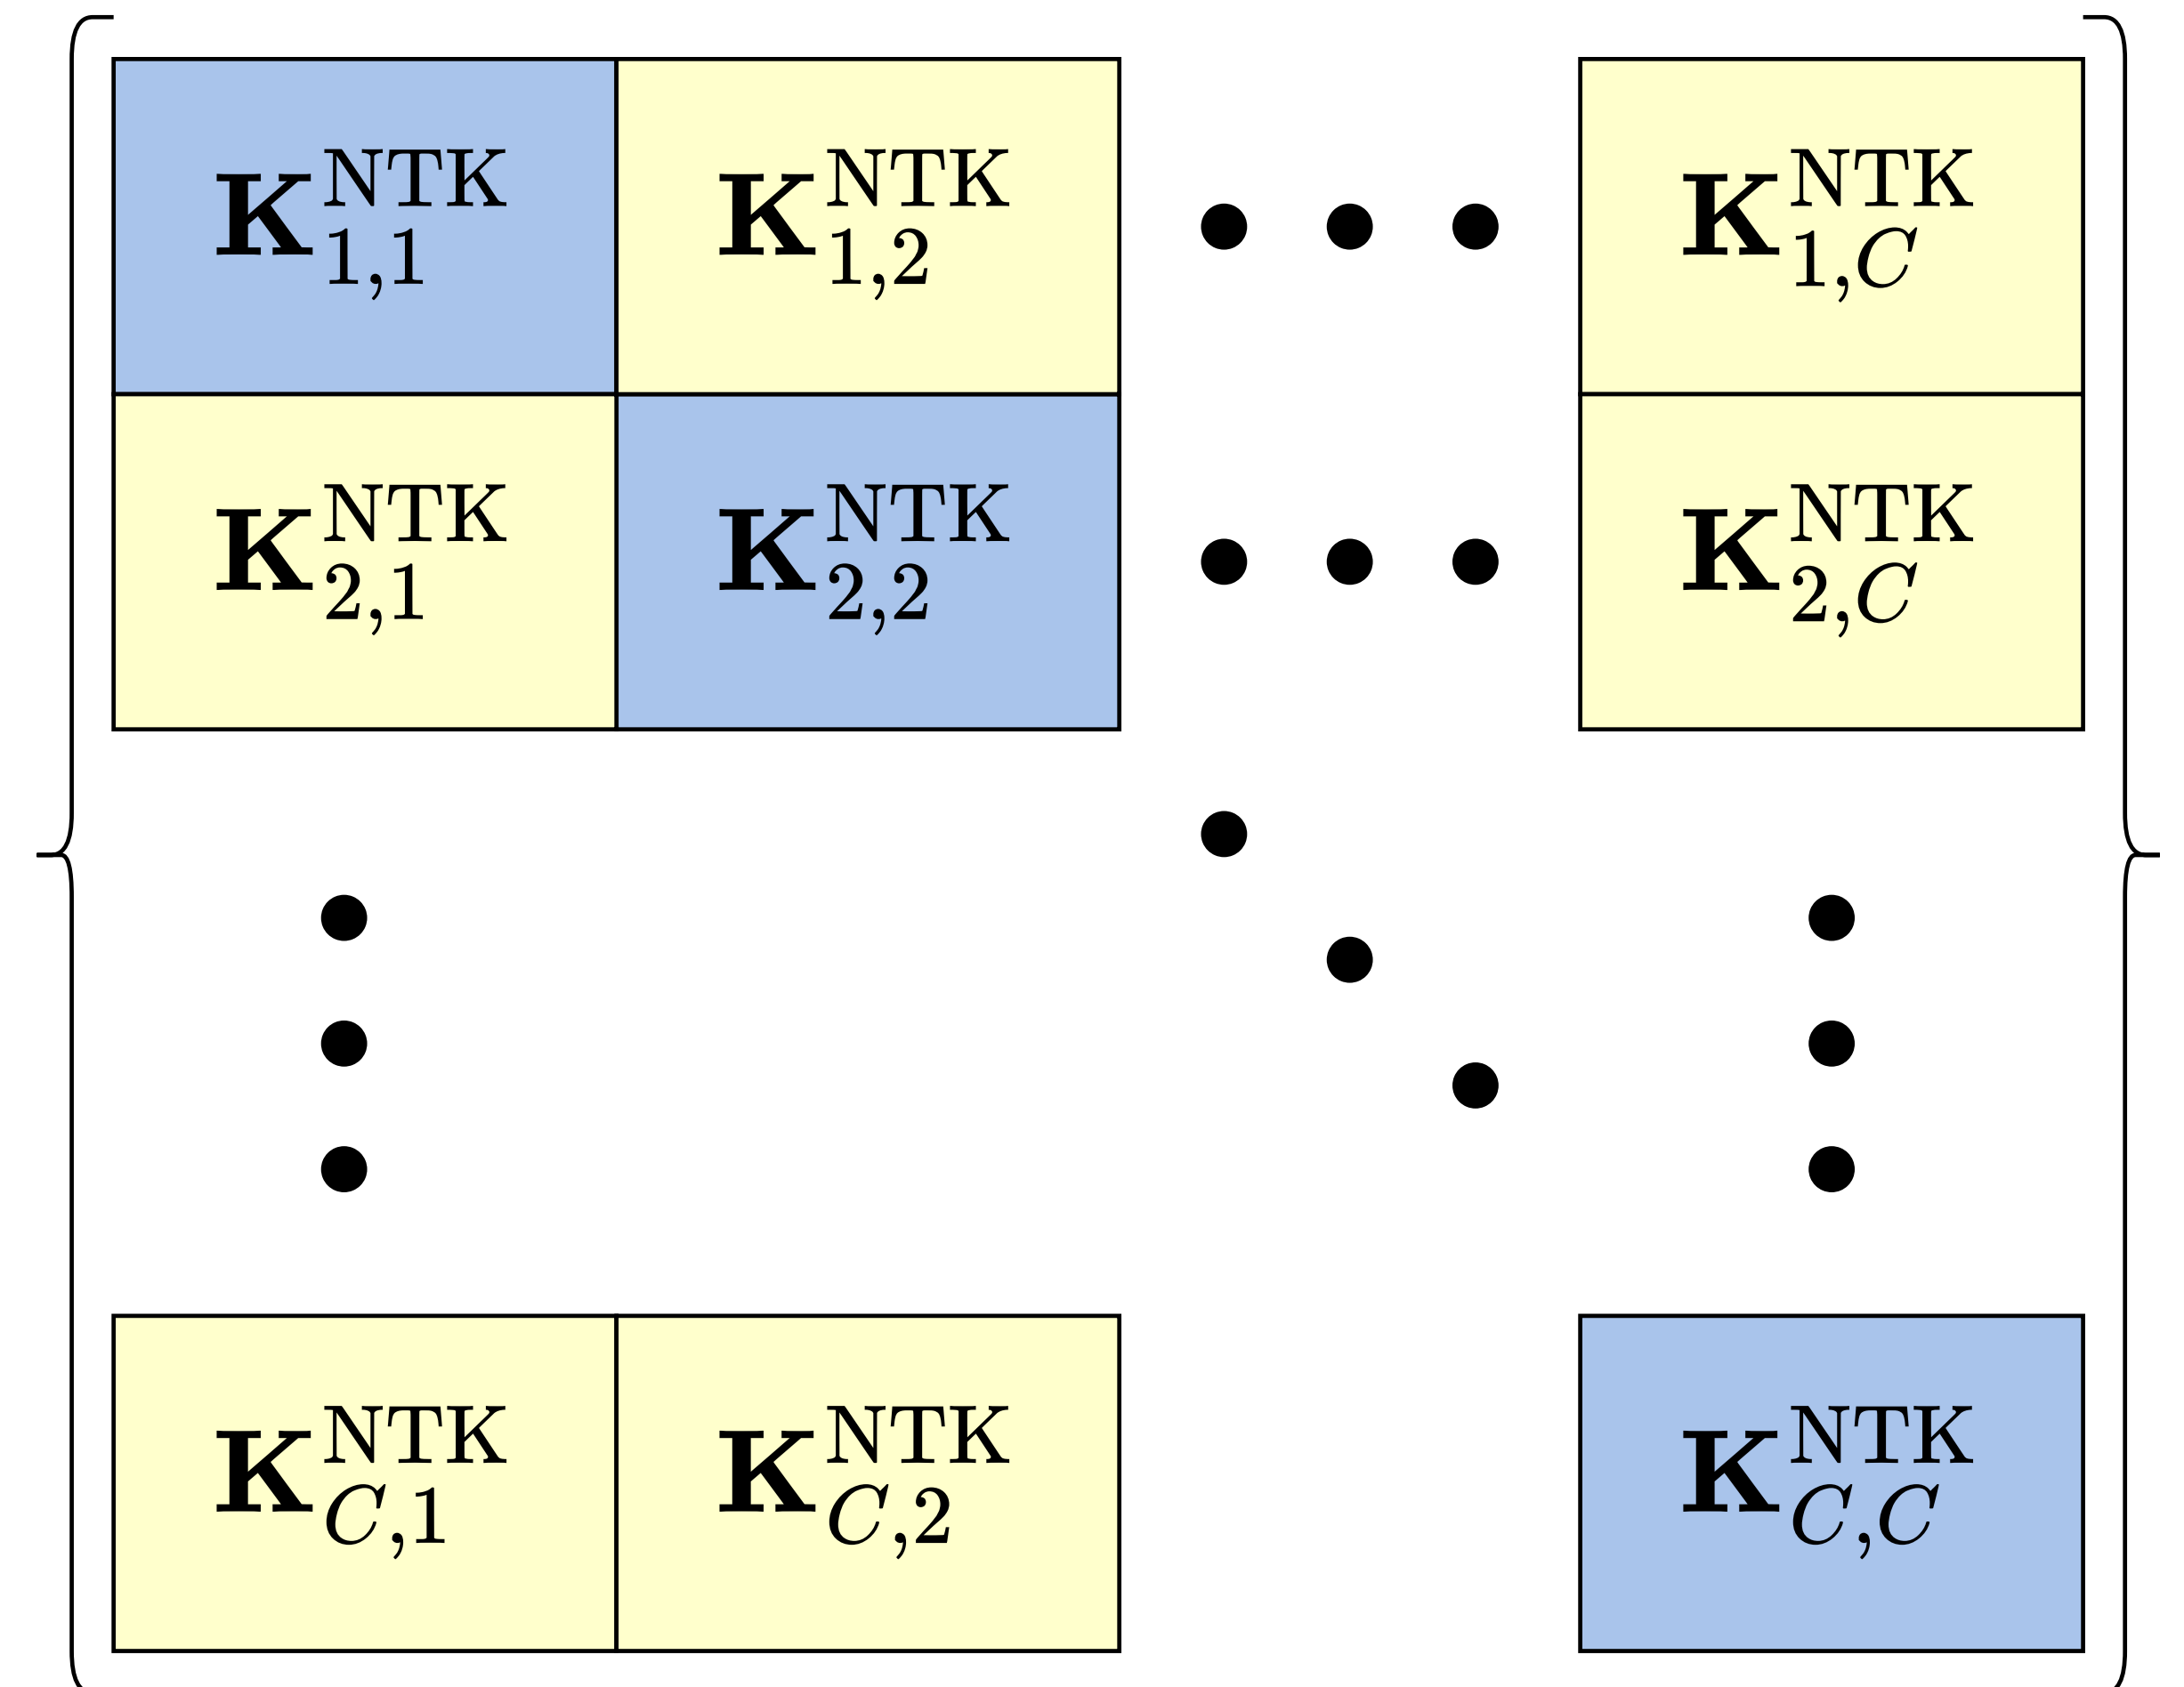 𝐊^NTK_1,1 𝐊^NTK_1,2 ••• 𝐊^NTK_1,C
𝐊^NTK_2,1 𝐊^NTK_2,2 ••• 𝐊^NTK_2,C
𝐊^NTK_C,1 𝐊^NTK_C,2 𝐊^NTK_C,C